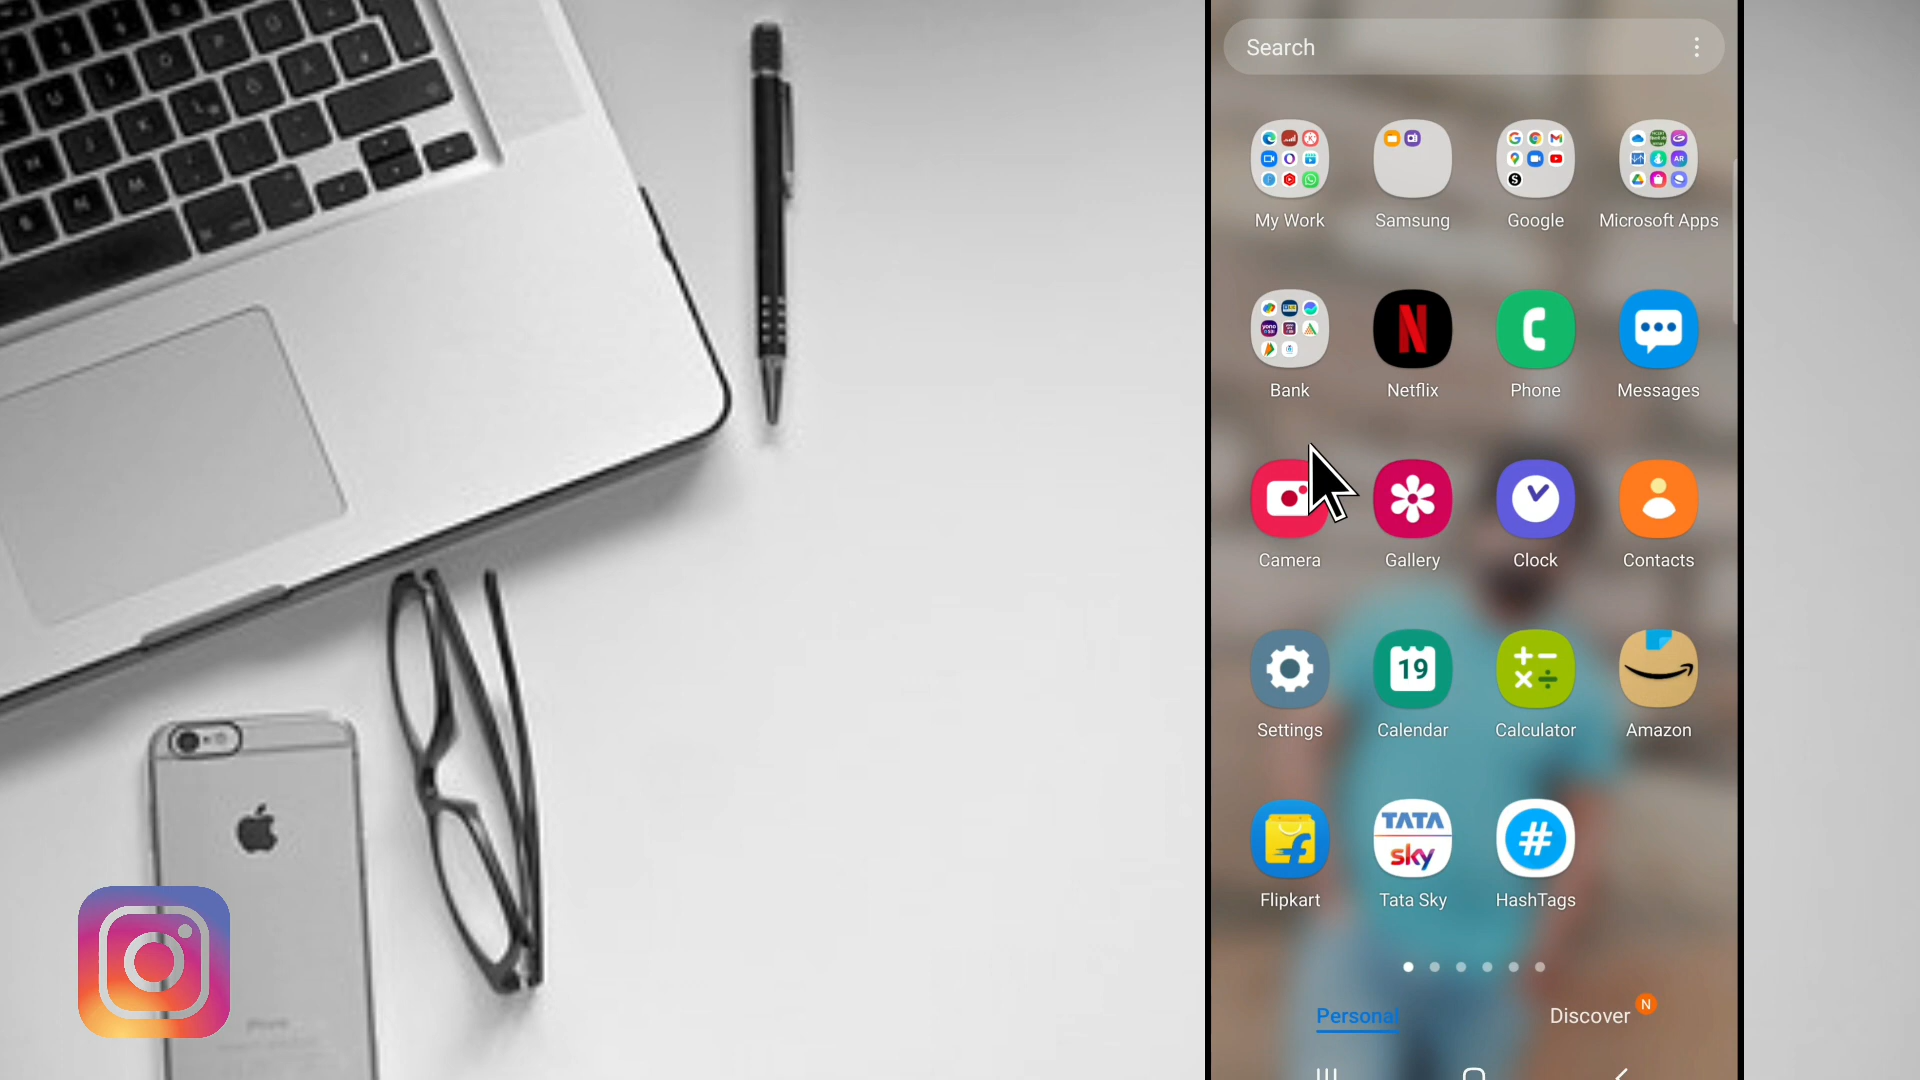 Search
My Work
Samsung
Google
Microsoft Apps
Bank
Netflix
Phone
Messages
Camera
Gallery
Clock
Contacts
19
Settings
Calendar
Calculator
Amazon
TATA
sky
Flipkart
Tata Sky
HashTags
N
Personal
Discover